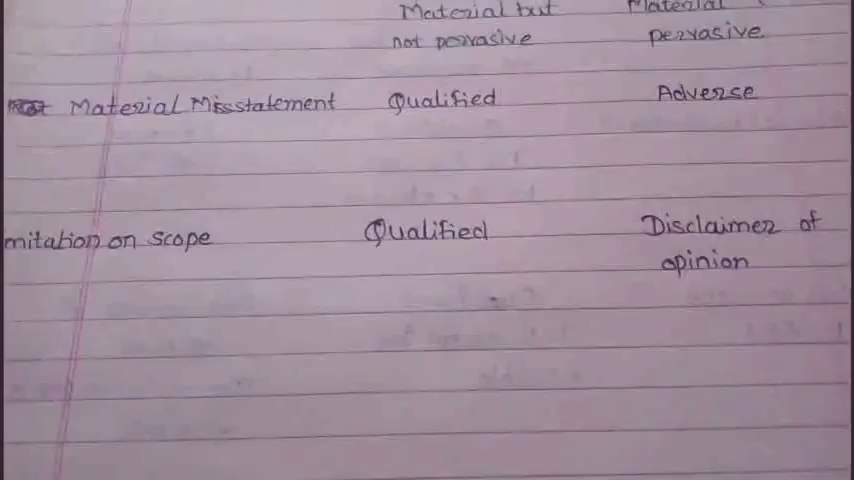 Material but Material
not pervasive pervasive
Material Misstatement Qualified Adverse
mitation on scope Qualified Disclaimer of
opinion